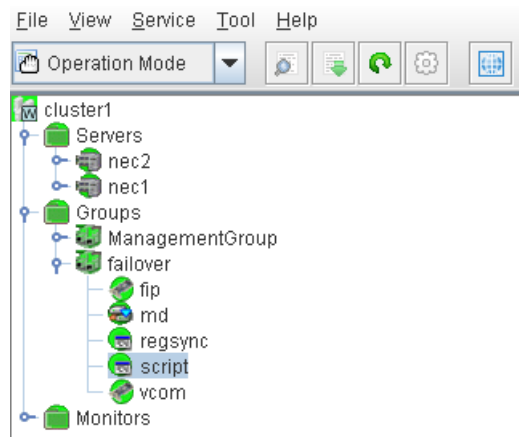 File View Service Tool Help
Operation Mode
cluster1
Servers
nec2
nec1
Groups
ManagementGroup
failover
fip
md
regsync
script
vcom
Monitors